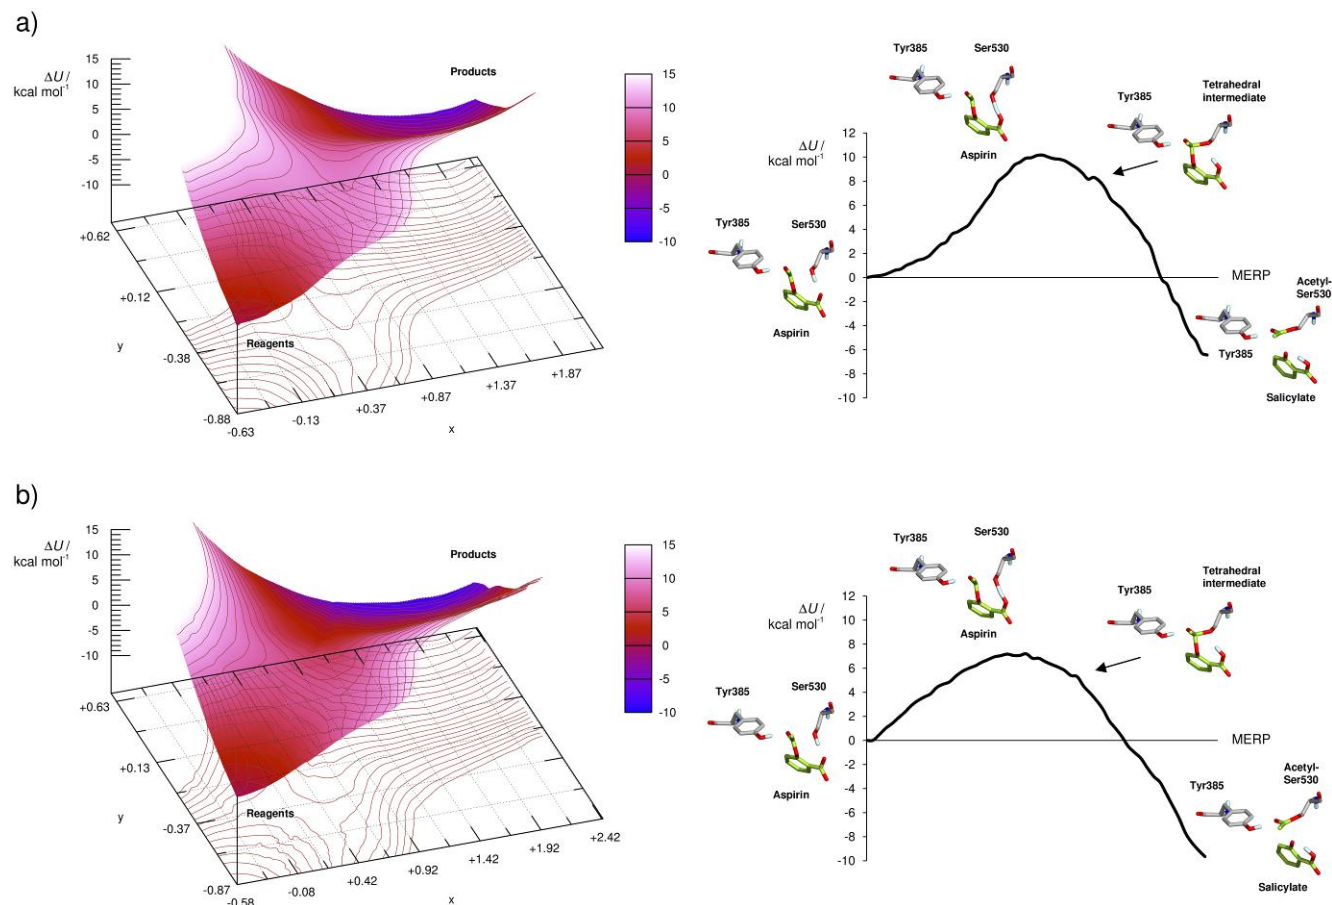 a)
ΔU /
kcal mol-1
15
10
5
0
-5
-10
Products
Reagents
+0.62
+0.12
-0.38
-0.88
y
-0.63
-0.13
+0.37
+0.87
+1.37
+1.87
x
15
10
5
0
-5
-10
ΔU /
kcal mol-1
12
10
8
6
4
2
0
-2
-4
-6
-8
-10
MERP
Tyr385
Ser530
Aspirin
Tyr385
Ser530
Aspirin
Tyr385
Tetrahedral
intermediate
Acetyl-
Ser530
Tyr385
Salicylate
b)
ΔU /
kcal mol-1
15
10
5
0
-5
-10
Products
Reagents
+0.63
+0.13
-0.37
-0.87
y
-0.58
-0.08
+0.42
+0.92
+1.42
+1.92
+2.42
x
15
10
5
0
-5
-10
ΔU /
kcal mol-1
12
10
8
6
4
2
0
-2
-4
-6
-8
-10
MERP
Tyr385
Ser530
Aspirin
Tyr385
Ser530
Aspirin
Tyr385
Tetrahedral
intermediate
Acetyl-
Ser530
Tyr385
Salicylate